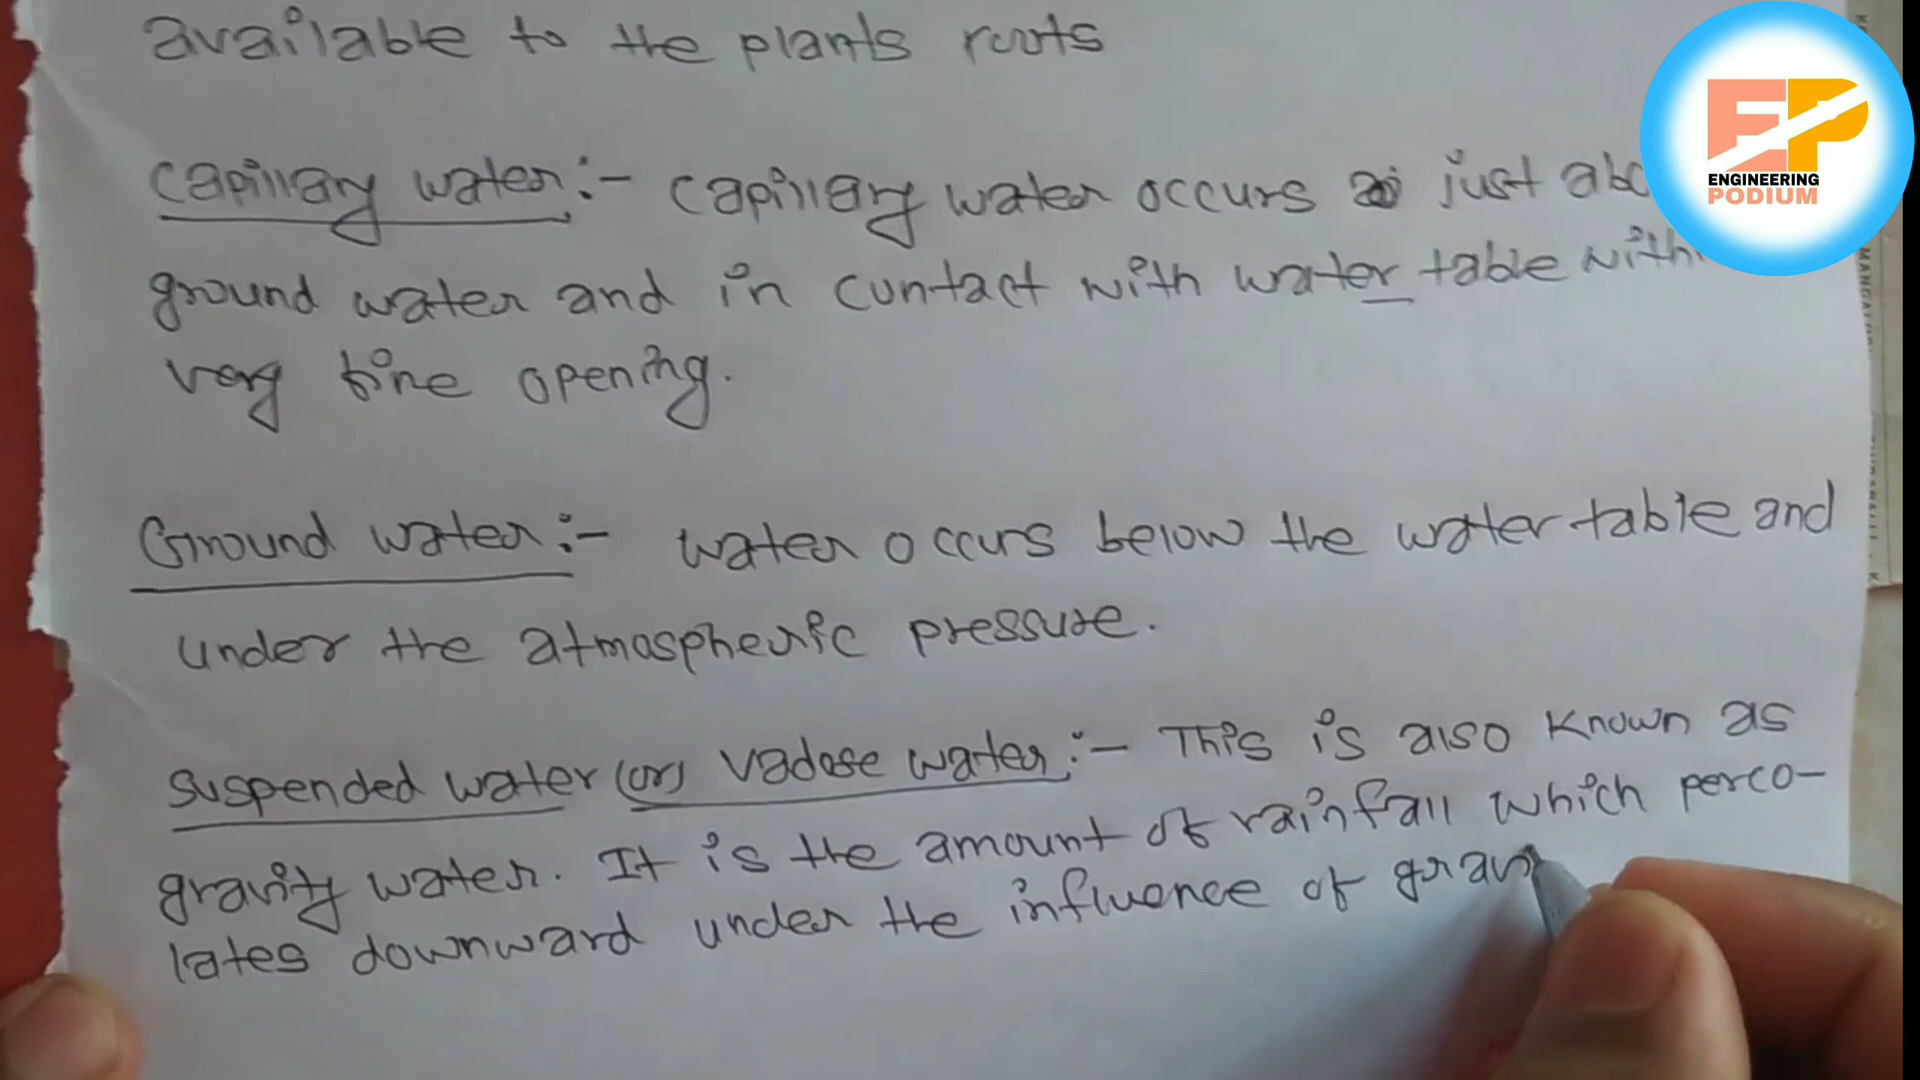 available to the plants roots
Capillary water:- Capillary water occurs just
ground water and in contact with water table
very fine opening.
Ground water:- water occurs below the water table and
under the atmospheric pressure.
Suspended water (or) Vadose water:- This is also known as
gravity water. It is the amount of rainfall which perco-
lates downward under the influence of grav
ENGINEERING
PODIUM